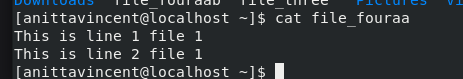 Downloads file_fouraab file_three Pictures
[anittavincent@localhost ~]$ cat file_fouraa
This is line 1 file 1
This is line 2 file 1
[anittavincent@localhost ~]$